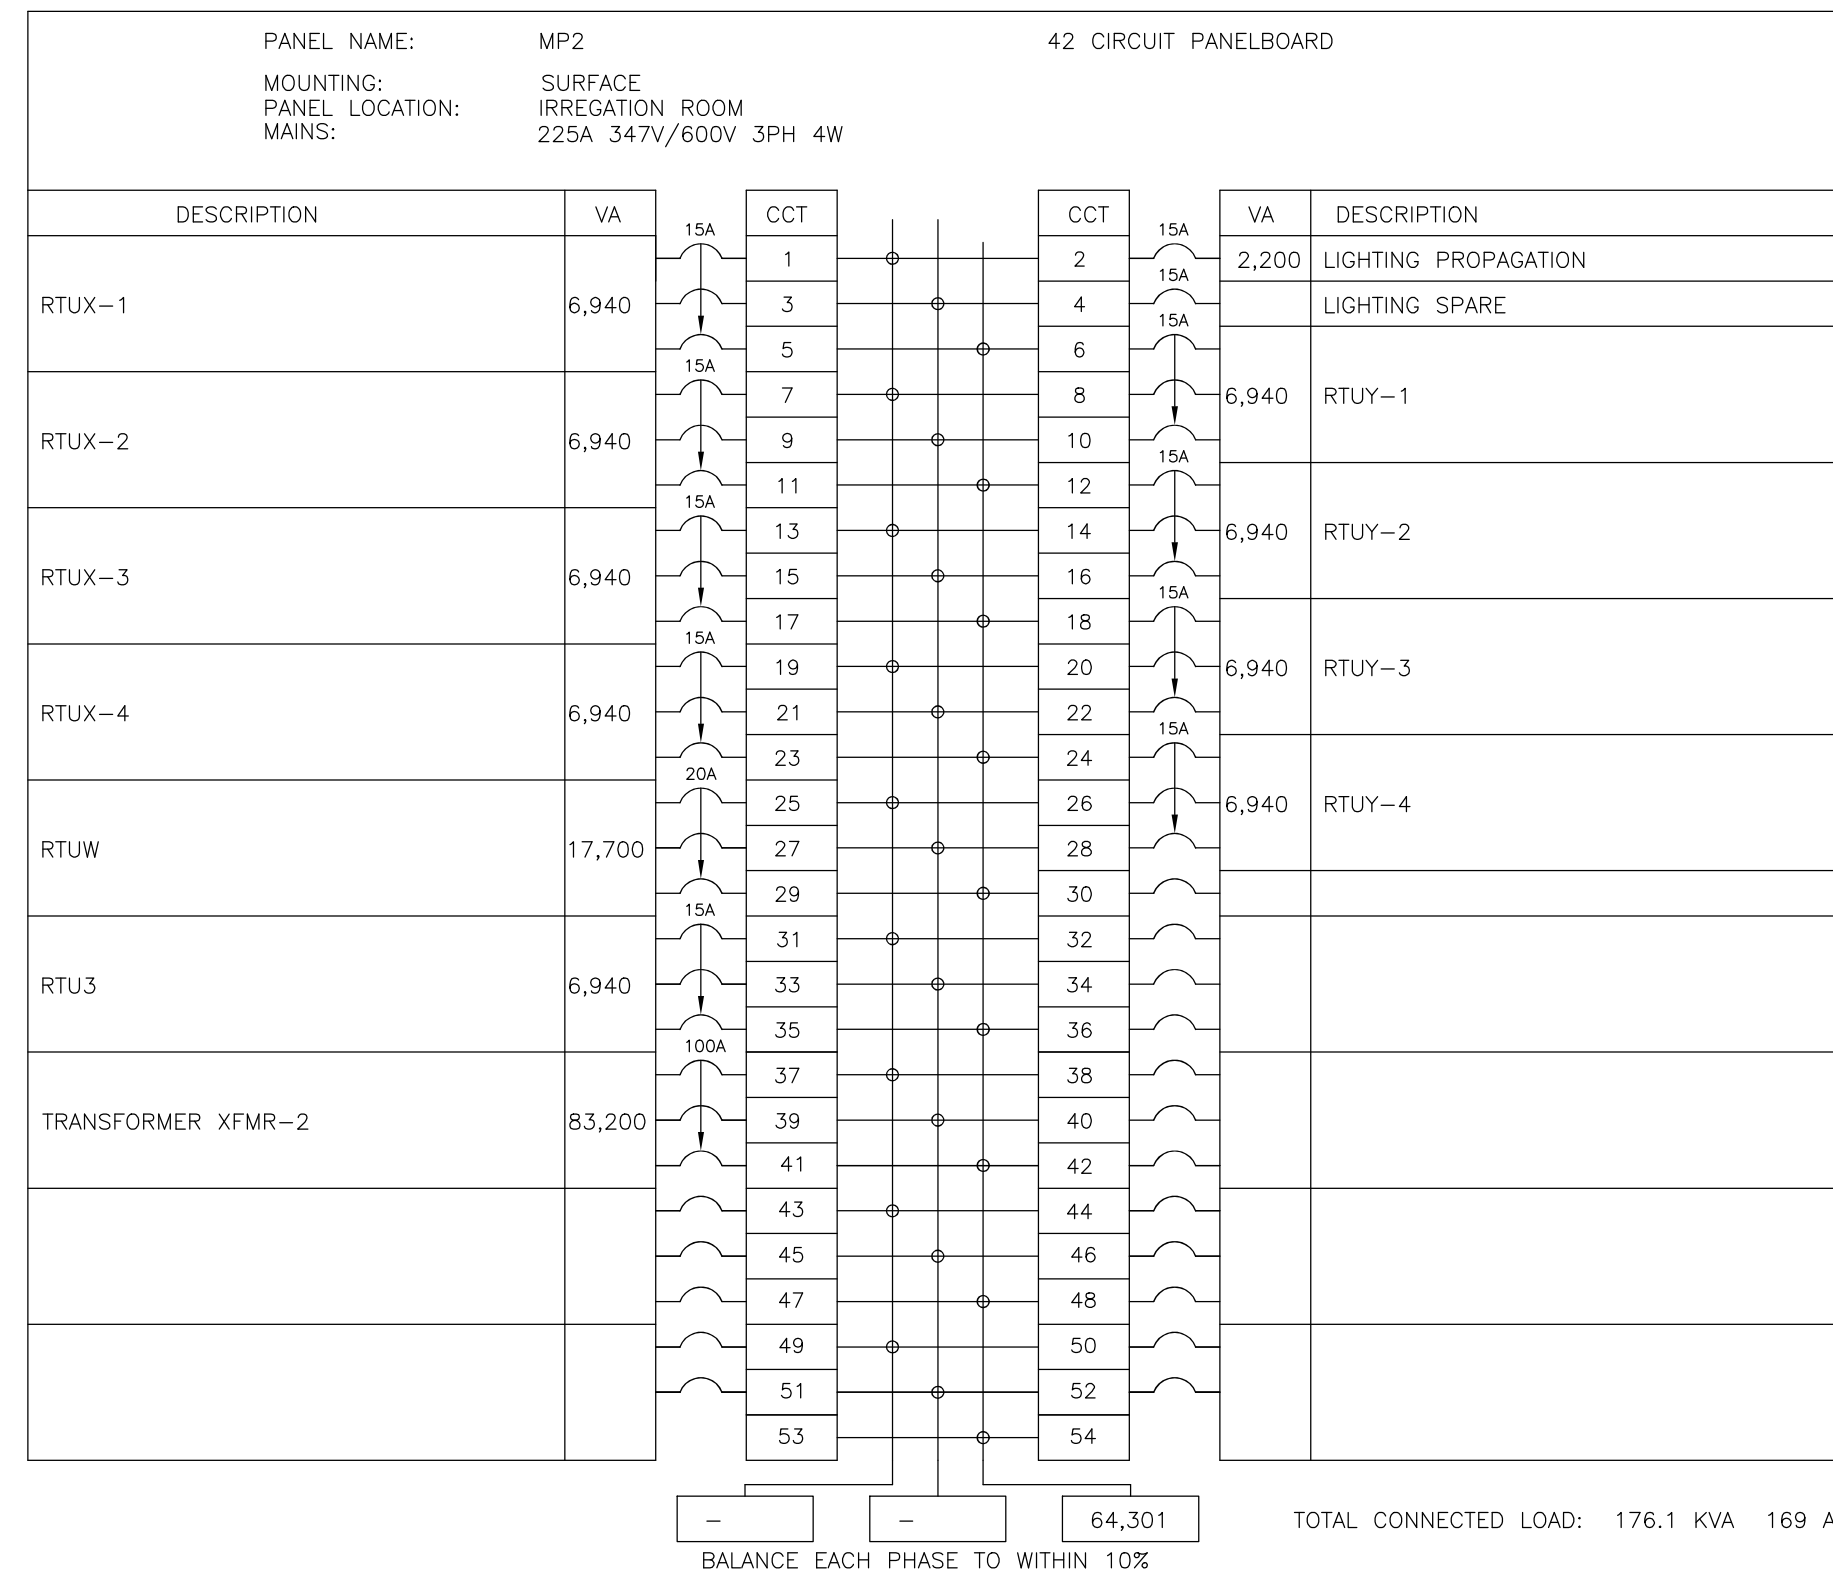 PANEL NAME: MP2 42 CIRCUIT PANELBOARD
MOUNTING: SURFACE
PANEL LOCATION: IRREGATION ROOM
MAINS: 225A 347V/600V 3PH 4W
DESCRIPTION VA CCT CCT VA DESCRIPTION
15A 15A
1 2 2,200 LIGHTING PROPAGATION
15A
RTUX-1 6,940 3 4 LIGHTING SPARE
15A
5 6
15A
7 8 6,940 RTUY-1
RTUX-2 6,940 9 10
15A
11 12
15A
13 14 6,940 RTUY-2
RTUX-3 6,940 15 16
15A
17 18
15A
19 20 6,940 RTUY-3
RTUX-4 6,940 21 22
15A
23 24
20A
25 26 6,940 RTUY-4
RTUW 17,700 27 28
29 30
15A
31 32
RTU3 6,940 33 34
35 36
100A
37 38
TRANSFORMER XFMR-2 83,200 39 40
41 42
43 44
45 46
47 48
49 50
51 52
53 54
- - 64,301 TOTAL CONNECTED LOAD: 176.1 KVA 169 A
BALANCE EACH PHASE TO WITHIN 10%